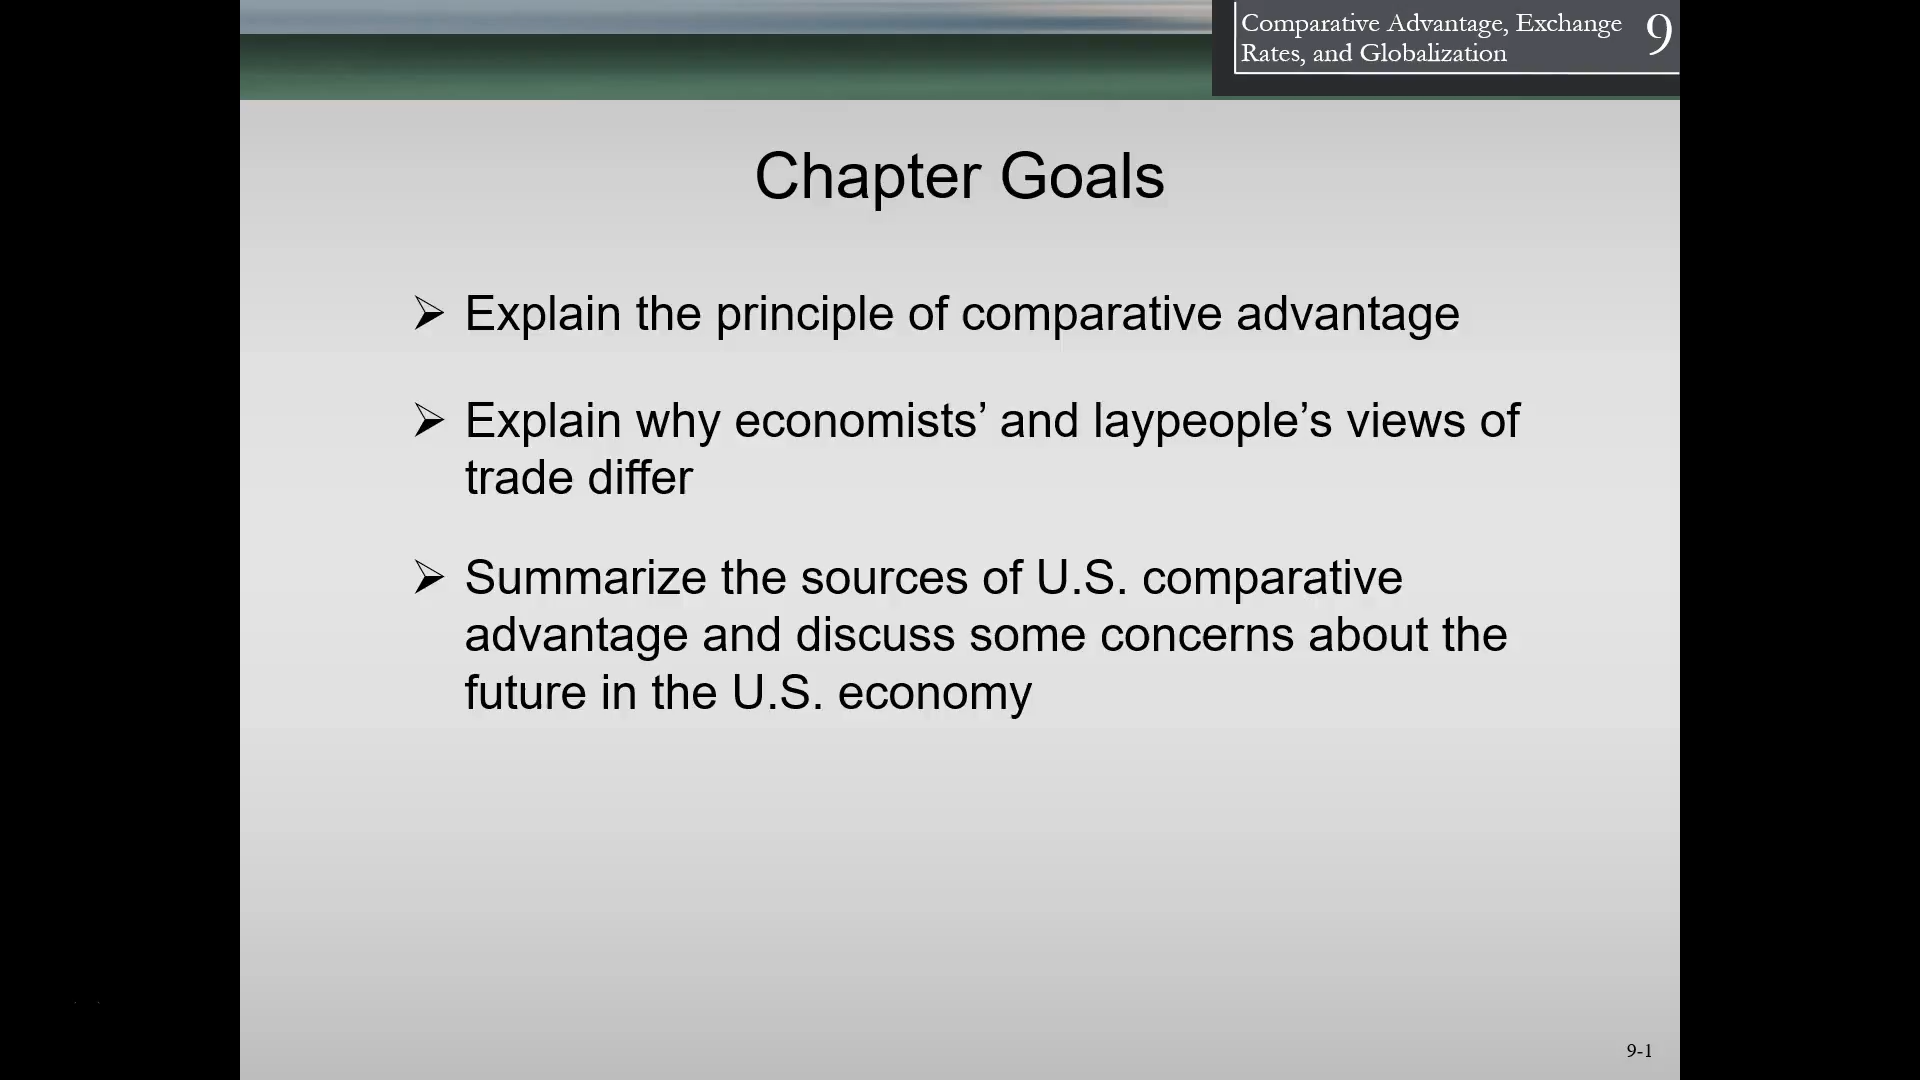 Comparative Advantage, Exchange 9
Rates, and Globalization
Chapter Goals
➢ Explain the principle of comparative advantage
➢ Explain why economists’ and laypeople’s views of
trade differ
➢ Summarize the sources of U.S. comparative
advantage and discuss some concerns about the
future in the U.S. economy
9-1